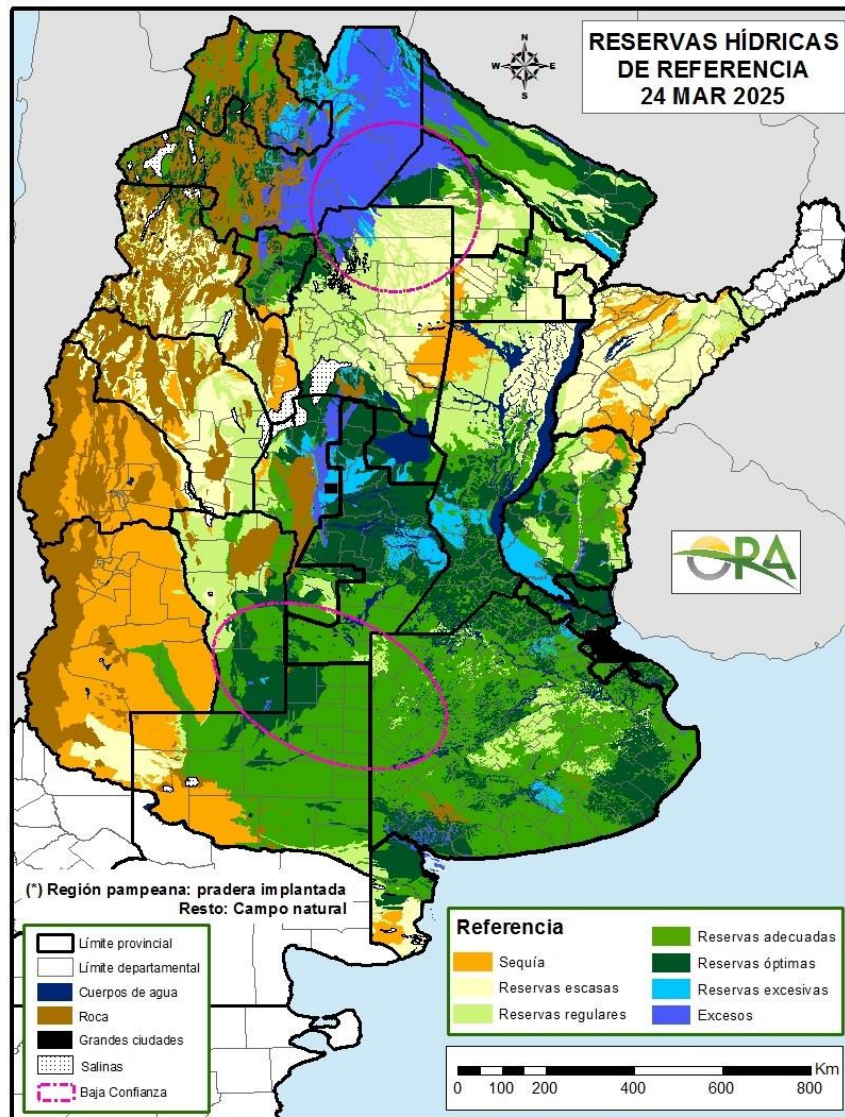 RESERVAS HÍDRICAS
DE REFERENCIA
24 MAR 2025
N
W
E
S
ORA
(*) Región pampeana: pradera implantada
Resto: Campo natural
Límite provincial
Límite departamental
Cuerpos de agua
Roca
Grandes ciudades
Salinas
Baja Confianza
Referencia
Sequía
Reservas escasas
Reservas regulares
Reservas adecuadas
Reservas óptimas
Reservas excesivas
Excesos
Km
0 100 200 400 600 800